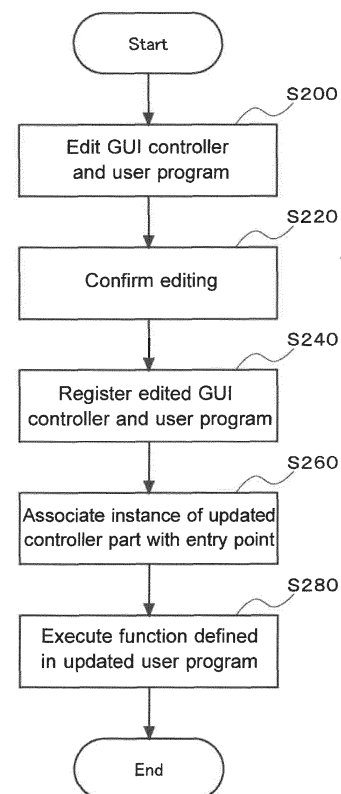 Start
S200
Edit GUI controller
and user program
S220
Confirm editing
S240
Register edited GUI
controller and user program
S260
Associate instance of updated
controller part with entry point
S280
Execute function defined
in updated user program
End